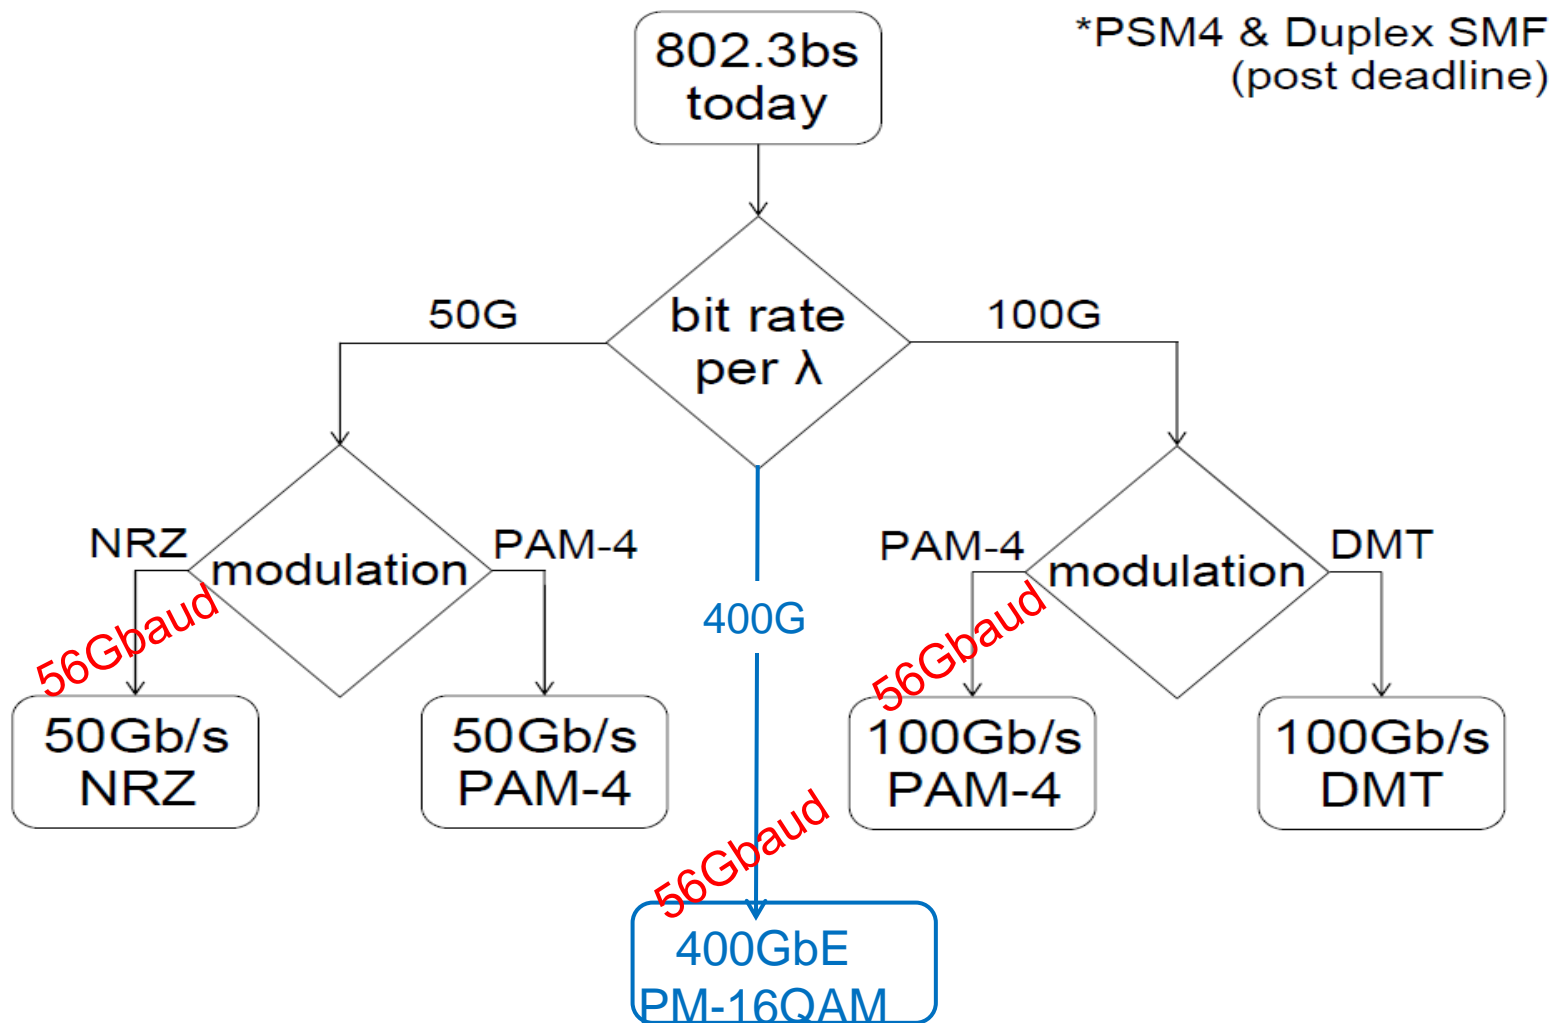 802.3bs
today
*PSM4 & Duplex SMF
(post deadline)
50G
bit rate
per λ
100G
NRZ
modulation
PAM-4
400G
PAM-4
modulation
DMT
56Gbaud
56Gbaud
50Gb/s
NRZ
50Gb/s
PAM-4
100Gb/s
PAM-4
100Gb/s
DMT
56Gbaud
400GbE
PM-16QAM